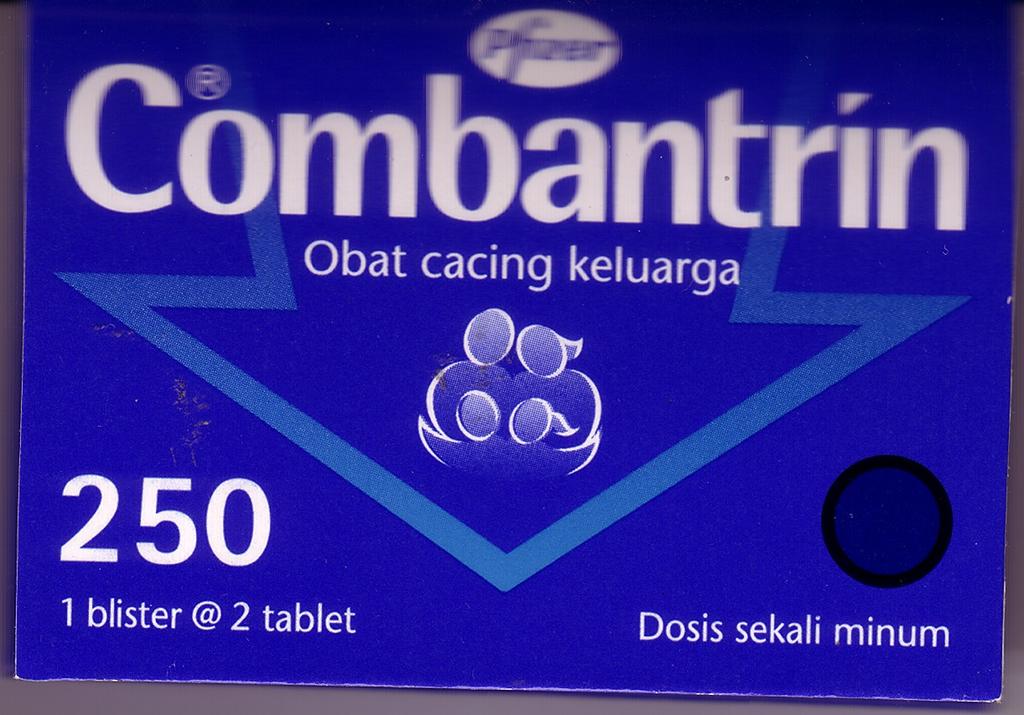 Pfizer
Combantrin®
Obat cacing keluarga
250
1 blister @ 2 tablet
Dosis sekali minum